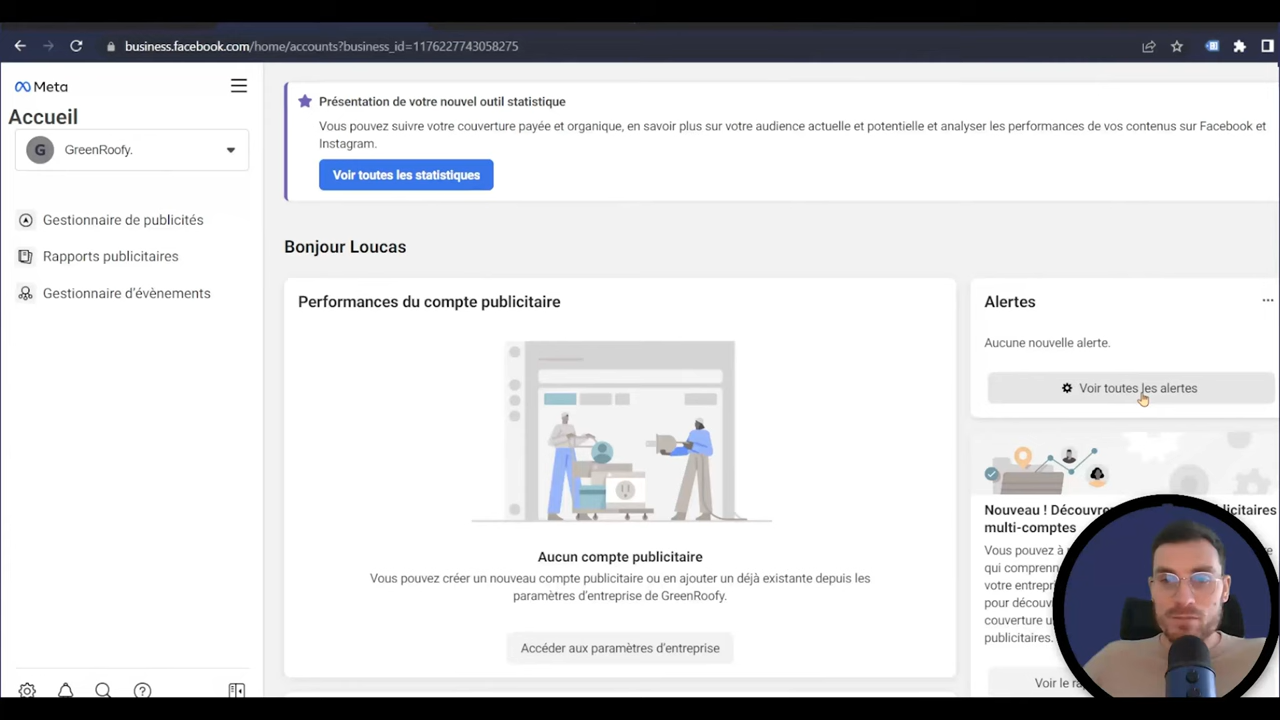 business.facebook.com/home/accounts?business_id=1176227743058275
Meta
Accueil
G
GreenRoofy.
Gestionnaire de publicités
Rapports publicitaires
Gestionnaire d'évènements
Présentation de votre nouvel outil statistique
Vous pouvez suivre votre couverture payée et organique, en savoir plus sur votre audience actuelle et potentielle et analyser les performances de vos contenus sur Facebook et
Instagram.
Voir toutes les statistiques
Bonjour Loucas
Performances du compte publicitaire
Aucun compte publicitaire
Vous pouvez créer un nouveau compte publicitaire ou en ajouter un déjà existante depuis les
paramètres d'entreprise de GreenRoofy.
Accéder aux paramètres d'entreprise
Alertes
Aucune nouvelle alerte.
Voir toutes les alertes
Nouveau ! Découvre
multi-comptes
Vous pouvez à
qui comprenn
votre entrepris
pour découvri
couverture u
publicitaires.
Voir le